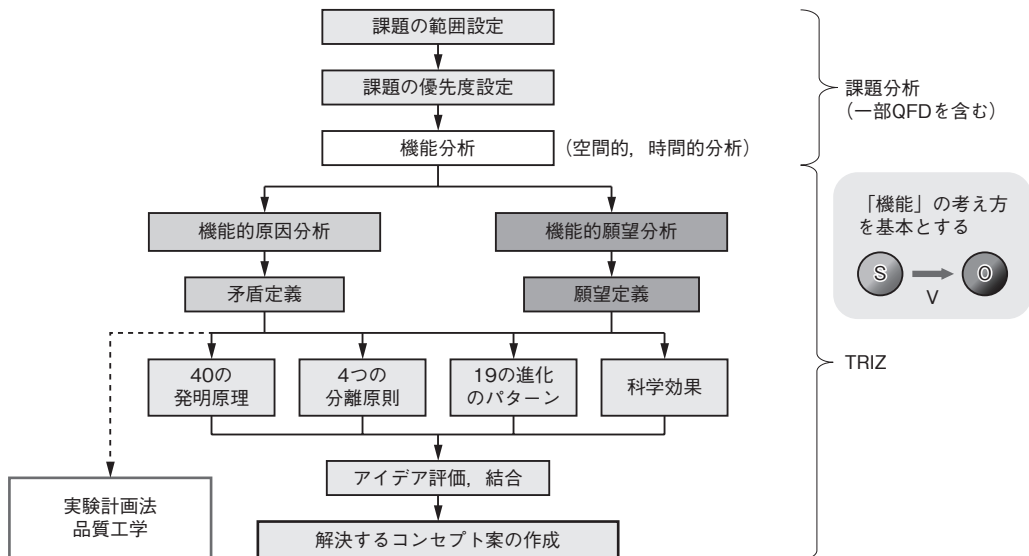 課題の範囲設定
課題の優先度設定
機能分析
(空間的,時間的分析)
課題分析
(一部QFDを含む)
機能的原因分析
機能的願望分析
矛盾定義
願望定義
「機能」の考え方
を基本とする
S
O
V
40の
発明原理
4つの
分離原則
19の進化
のパターン
科学効果
TRIZ
アイデア評価,結合
実験計画法
品質工学
解決するコンセプト案の作成